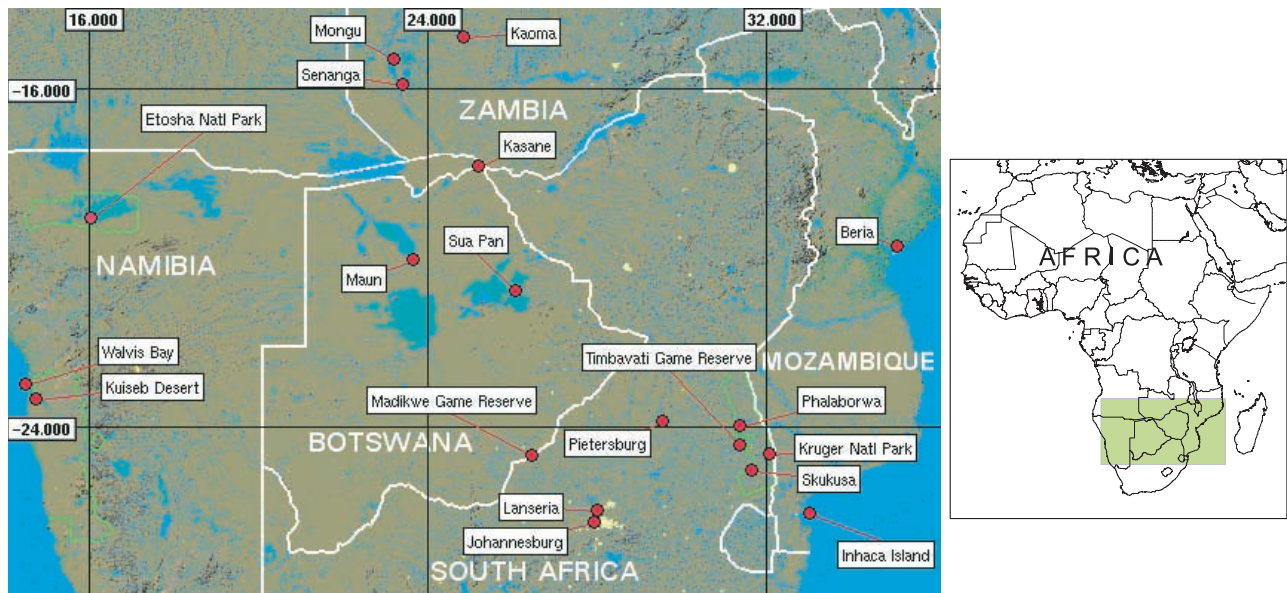 16.000
24.000
32.000
Mongu
Kaoma
Senanga
-16.000
ZAMBIA
Etosha Natl Park
Kasane
Sua Pan
Beria
NAMIBIA
Maun
AFRICA
Walvis Bay
Timbavati Game Reserve
MOZAMBIQUE
Kuiseb Desert
Madikwe Game Reserve
Phalaborwa
-24.000
BOTSWANA
Pietersburg
Kruger Natl Park
Skukusa
Lanseria
Johannesburg
Inhaca Island
SOUTH AFRICA